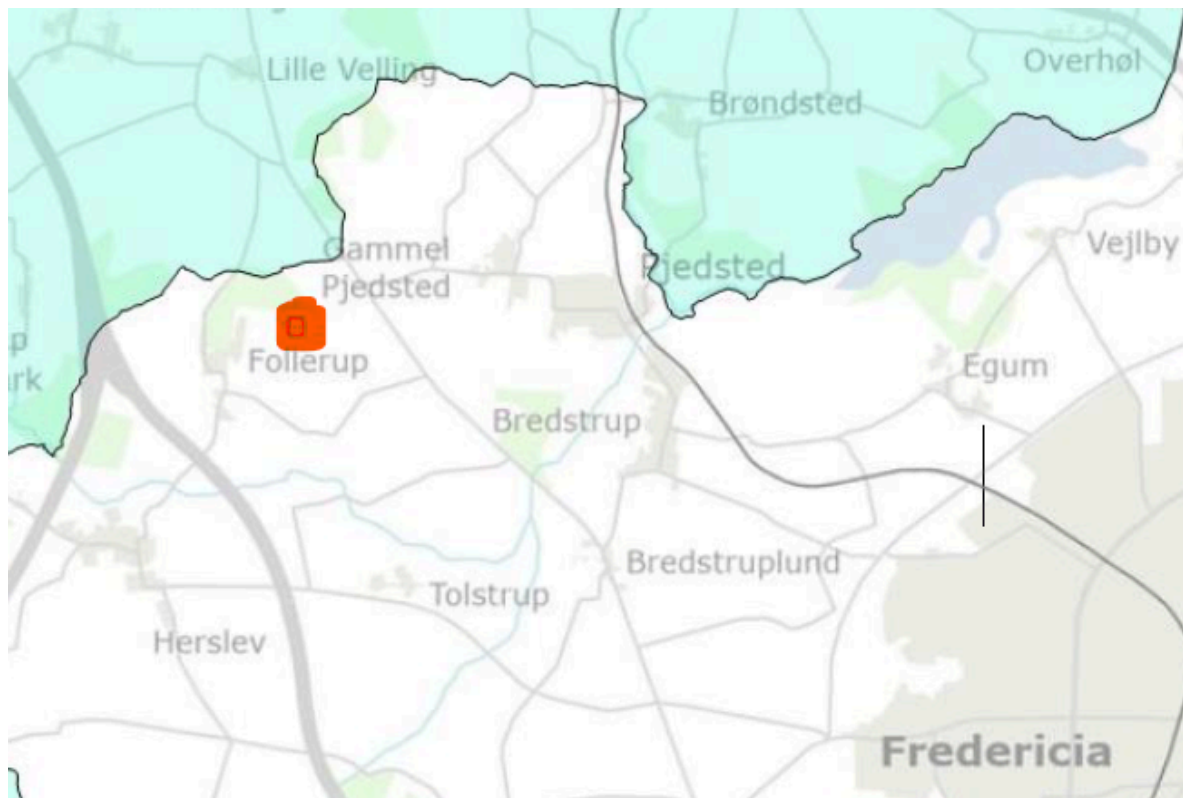 Overhøl
Lille Velling
Brøndsted
Gammel
Pjedsted
Vejlby
Pjedsted
Follerup
Egum
Bredstrup
Bredstruplund
Tolstrup
Herslev
Fredericia